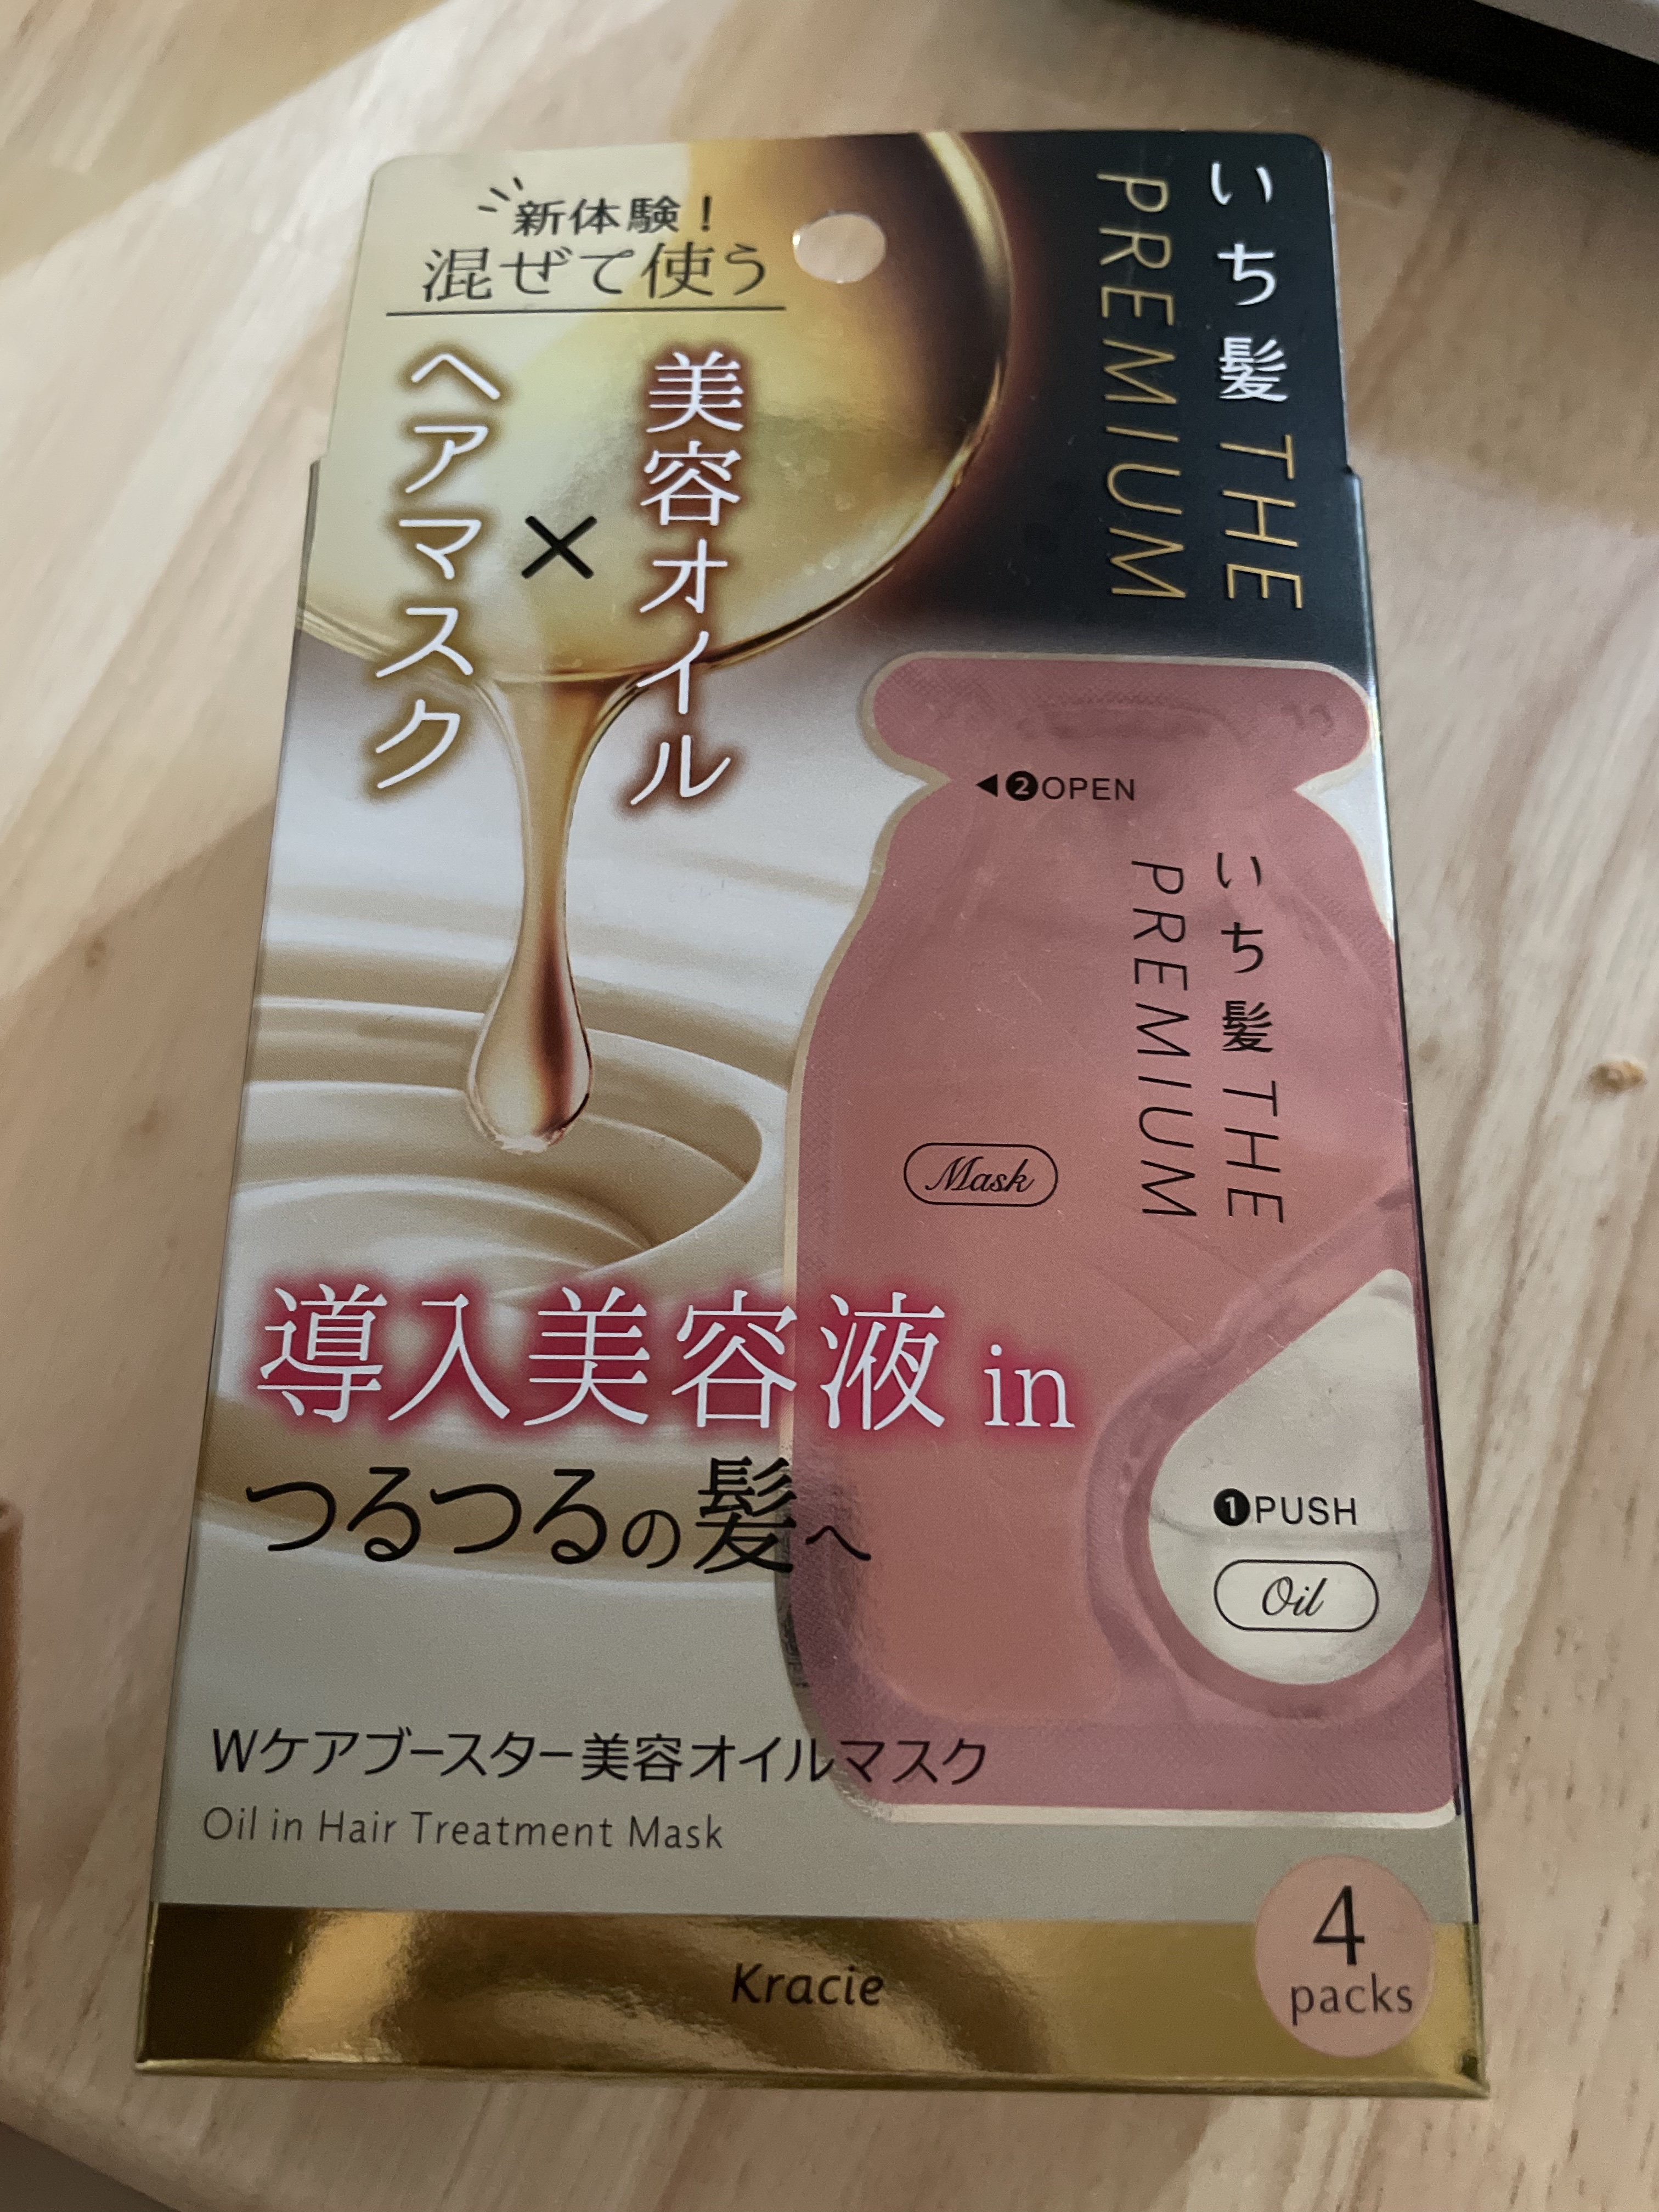 いち髪 THE
PREMIUM
新体験！
混ぜて使う
美容オイル
×
ヘアマスク
◀❷OPEN
いち髪 THE
PREMIUM
Mask
導入美容液 in
つるつるの髪へ
❶PUSH
Oil
Wケアブースター美容オイルマスク
Oil in Hair Treatment Mask
4
packs
Kracie